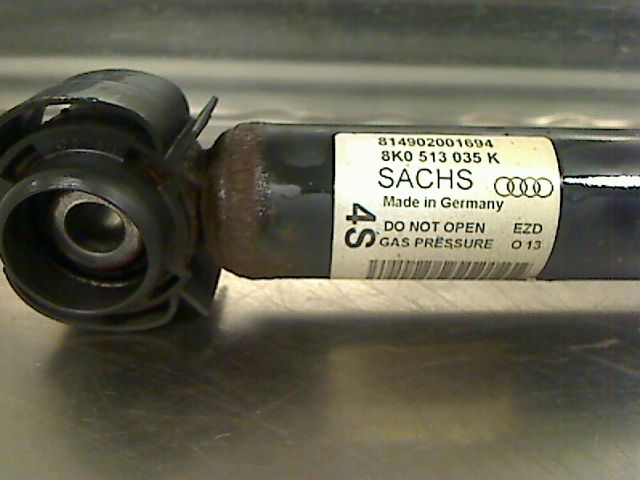 814902001694
8K0 513 035 K
SACHS
Made in Germany
4S
DO NOT OPEN EZD
GAS PRESSURE O 13